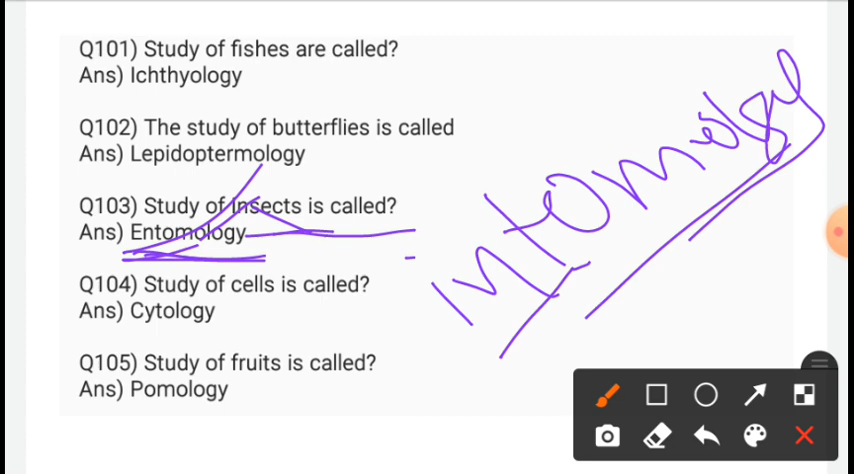 Q101) Study of fishes are called?
Ans) Ichthyology
Q102) The study of butterflies is called
Ans) Lepidoptermology
Q103) Study of Insects is called?
Ans) Entomology
Q104) Study of cells is called?
Ans) Cytology
Q105) Study of fruits is called?
Ans) Pomology
Intomolgy